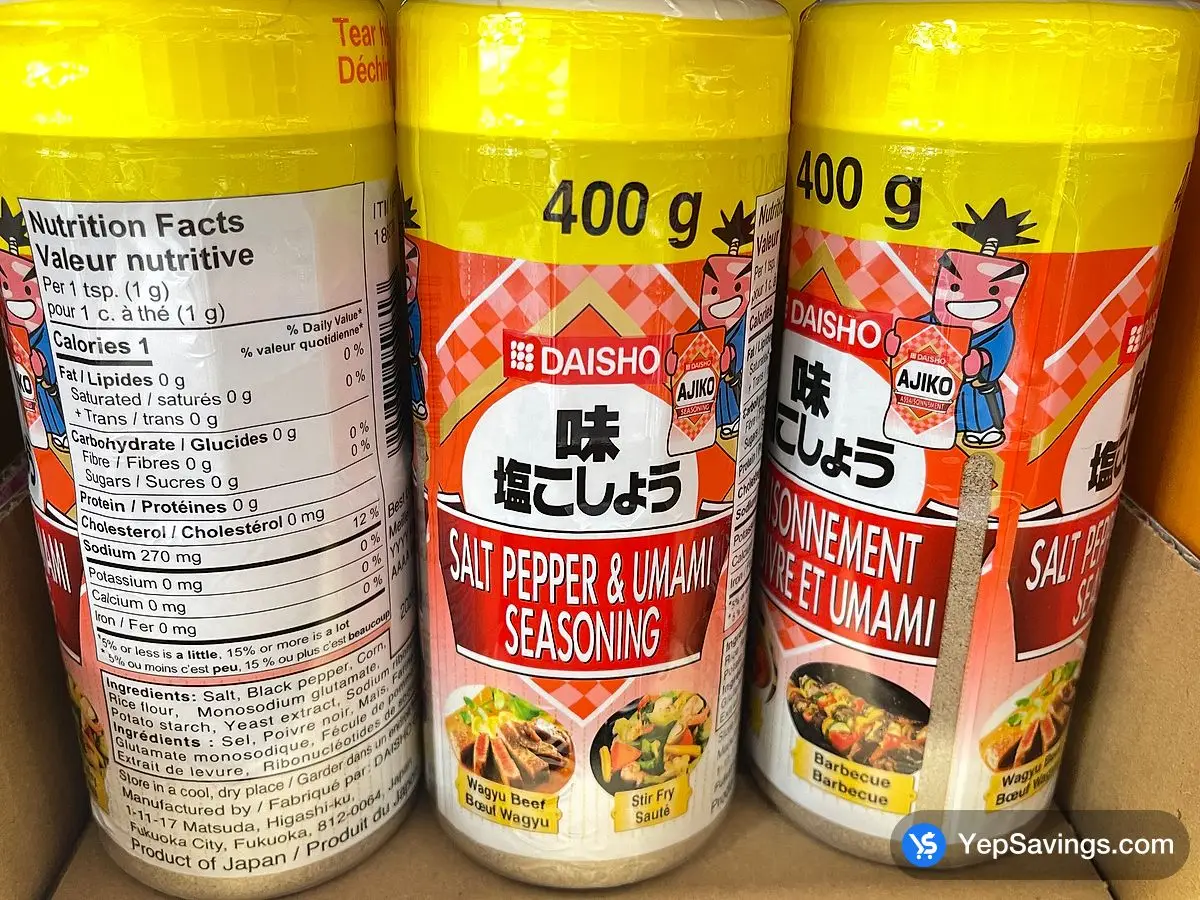 Tear
Déchi
Nutrition Facts
Valeur nutritive
Per 1 tsp. (1 g)
pour 1 c. à thé (1 g)
% Daily Value*
% valeur quotidienne*
Calories 1
Fat / Lipides 0 g 0 %
Saturated / saturés 0 g
+ Trans / trans 0 g 0 %
Carbohydrate / Glucides 0 g
Fibre / Fibres 0 g 0 %
Sugars / Sucres 0 g 0 %
Protein / Protéines 0 g
Cholesterol / Cholestérol 0 mg
Sodium 270 mg 12 %
Potassium 0 mg 0 %
Calcium 0 mg 0 %
Iron / Fer 0 mg 0 %
*5% or less is a little, 15% or more is a lot
*5% ou moins c'est peu, 15 % ou plus c'est beaucoup
Ingredients: Salt, Black pepper, Corn,
Rice flour, Monosodium glutamate,
Potato starch, Yeast extract, Sodium
Ingrédients : Sel, Poivre noir, Maïs,
Glutamate monosodique, Fécule de
Extrait de levure, Ribonucléotides de
Store in a cool, dry place / Garder dans un
Manufactured by / Fabriqué par: DAISHO
1-11-17 Matsuda, Higashi-ku,
Fukuoka City, Fukuoka, 812-0064, Japan
Product of Japan / Produit du
400 g
DAISHO
DAISHO
AJIKO
SEASONING
味
塩こしょう
SALT PEPPER & UMAMI
SEASONING
Wagyu Beef
Bœuf Wagyu
Stir Fry
Sauté
400 g
DAISHO
DAISHO
AJIKO
ASSAISONNEMENT
味
こしょう
SONNEMENT
RE ET UMAMI
Barbecue
Barbecue
塩
SALT PE
Wagyu
Bœuf
YepSavings.com